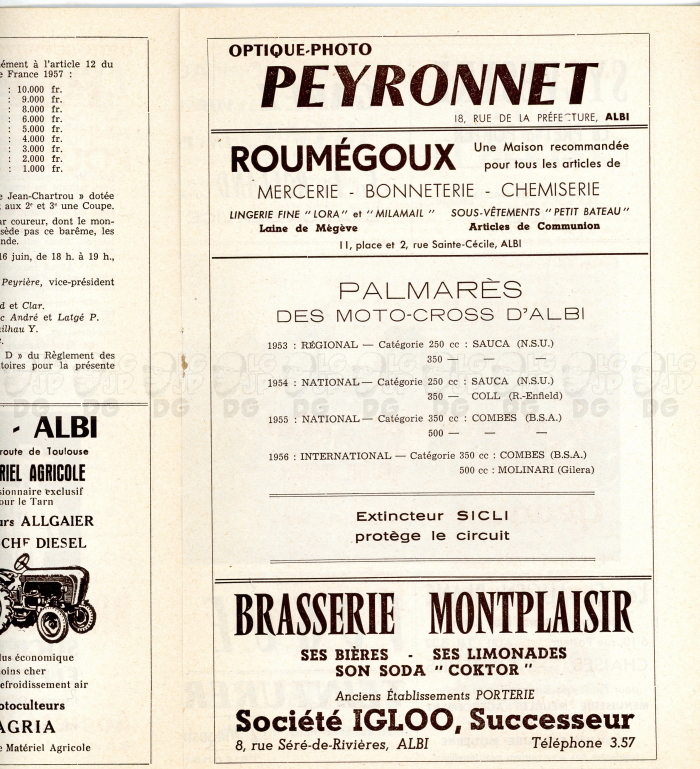 ément à l'article 12 du
e France 1957 :
: 10.000 fr.
: 9.000 fr.
: 8.000 fr.
: 6.000 fr.
: 5.000 fr.
: 4.000 fr.
: 3.000 fr.
: 2.000 fr.
: 1.000 fr.
e Jean-Chartrou » dotée
aux 2e et 3e une Coupe.
ar coureur, dont le mon-
sède pas ce barême, les
nde.
16 juin, de 18 h. à 19 h.,
Peyrière, vice-président
d et Clar.
c André et Latgé P.
ilhau Y.
D » du Règlement des
toires pour la présente
- ALBI
route de Toulouse
RIEL AGRICOLE
sionnaire exclusif
our le Tarn
urs ALLGAIER
CHE DIESEL
lus économique
oins cher
efroidissement air
otoculteurs
AGRIA
e Matériel Agricole
OPTIQUE-PHOTO
PEYRONNET
18, RUE DE LA PRÉFECTURE, ALBI
ROUMÉGOUX
Une Maison recommandée
pour tous les articles de
MERCERIE - BONNETERIE - CHEMISERIE
LINGERIE FINE "LORA" et "MILAMAIL" SOUS-VÊTEMENTS "PETIT BATEAU"
Laine de Mégève Articles de Communion
11, place et 2, rue Sainte-Cécile, ALBI
PALMARÈS
DES MOTO-CROSS D'ALBI
1953 : RÉGIONAL — Catégorie 250 cc : SAUCA (N.S.U.)
350 — — —
1954 : NATIONAL — Catégorie 250 cc : SAUCA (N.S.U.)
350 — COLL (R.-Enfield)
1955 : NATIONAL — Catégorie 350 cc : COMBES (B.S.A.)
500 — — —
1956 : INTERNATIONAL — Catégorie 350 cc : COMBES (B.S.A.)
500 cc : MOLINARI (Gilera)
Extincteur SICLI
protège le circuit
BRASSERIE MONTPLAISIR
SES BIÈRES - SES LIMONADES
SON SODA "COKTOR"
Anciens Établissements PORTERIE
Société IGLOO, Successeur
8, rue Séré-de-Rivières, ALBI Téléphone 3.57